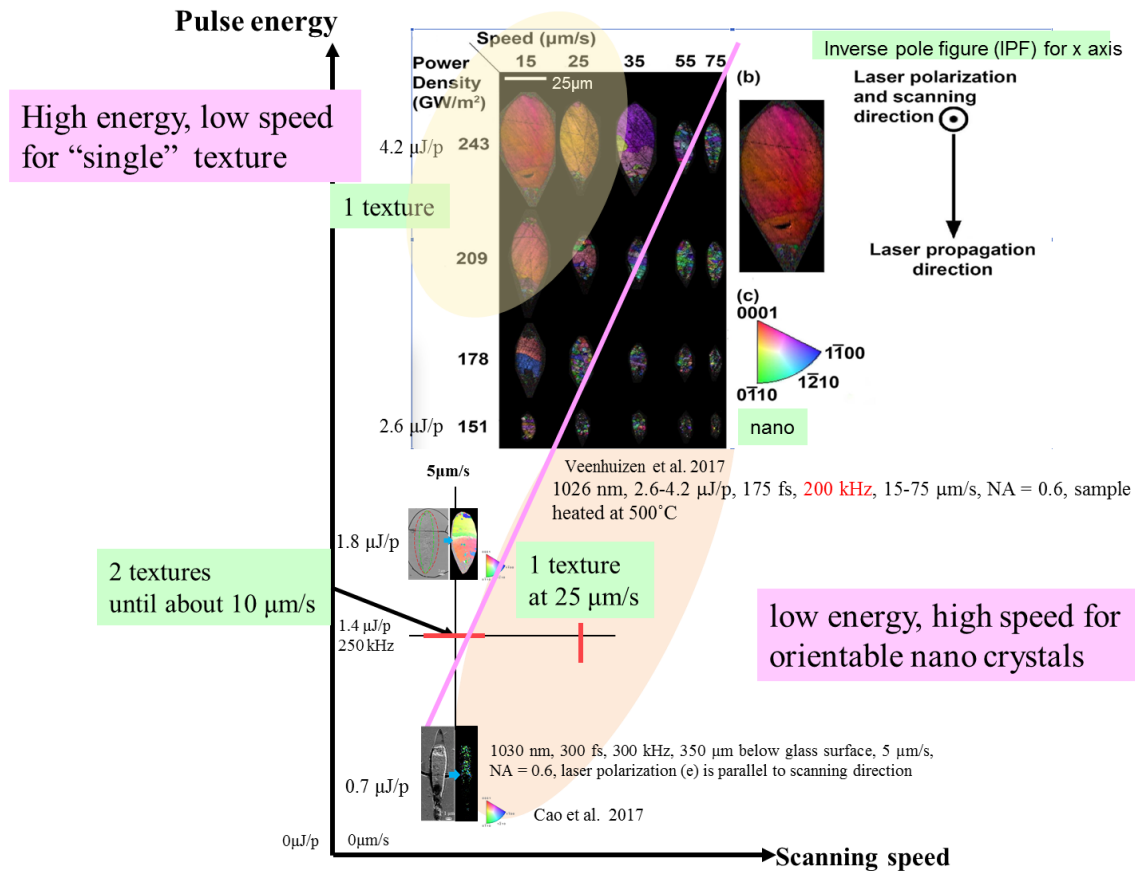 Pulse energy
High energy, low speed
for “single” texture
1 texture
Speed (µm/s)
15 25 35 55 75
Power
Density
(GW/m²)
25µm
4.2 µJ/p 243
209
178
2.6 µJ/p 151
(b)
Inverse pole figure (IPF) for x axis
Laser polarization
and scanning
direction
Laser propagation
direction
(c)
0001
1̄100
1̄21̄0
01̄10
nano
Veenhuizen et al. 2017
1026 nm, 2.6-4.2 µJ/p, 175 fs, 200 kHz, 15-75 µm/s, NA = 0.6, sample
heated at 500˚C
5µm/s
1.8 µJ/p
2 textures
until about 10 µm/s
1 texture
at 25 µm/s
1.4 µJ/p
250 kHz
low energy, high speed for
orientable nano crystals
0.7 µJ/p
1030 nm, 300 fs, 300 kHz, 350 µm below glass surface, 5 µm/s,
NA = 0.6, laser polarization (e) is parallel to scanning direction
Cao et al. 2017
0µJ/p 0µm/s
Scanning speed